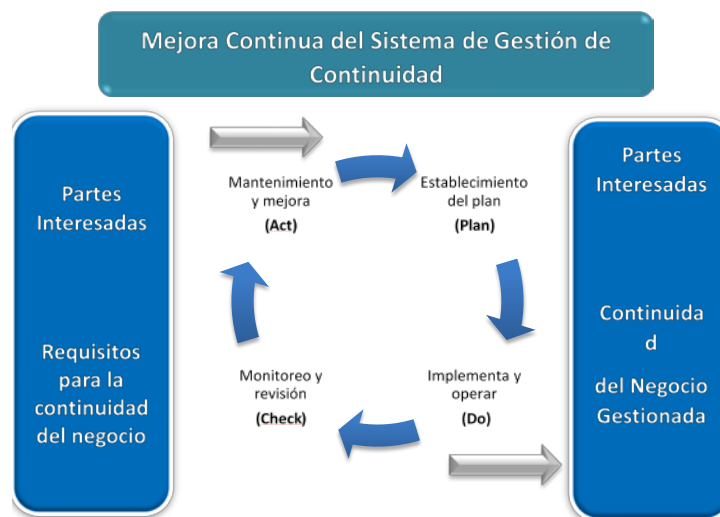 Mejora Continua del Sistema de Gestión de
Continuidad
Partes
Interesadas
Requisitos
para la
continuidad
del negocio
Mantenimiento
y mejora
(Act)
Establecimiento
del plan
(Plan)
Monitoreo y
revisión
(Check)
Implementa y
operar
(Do)
Partes
Interesadas
Continuida
d
del Negocio
Gestionada